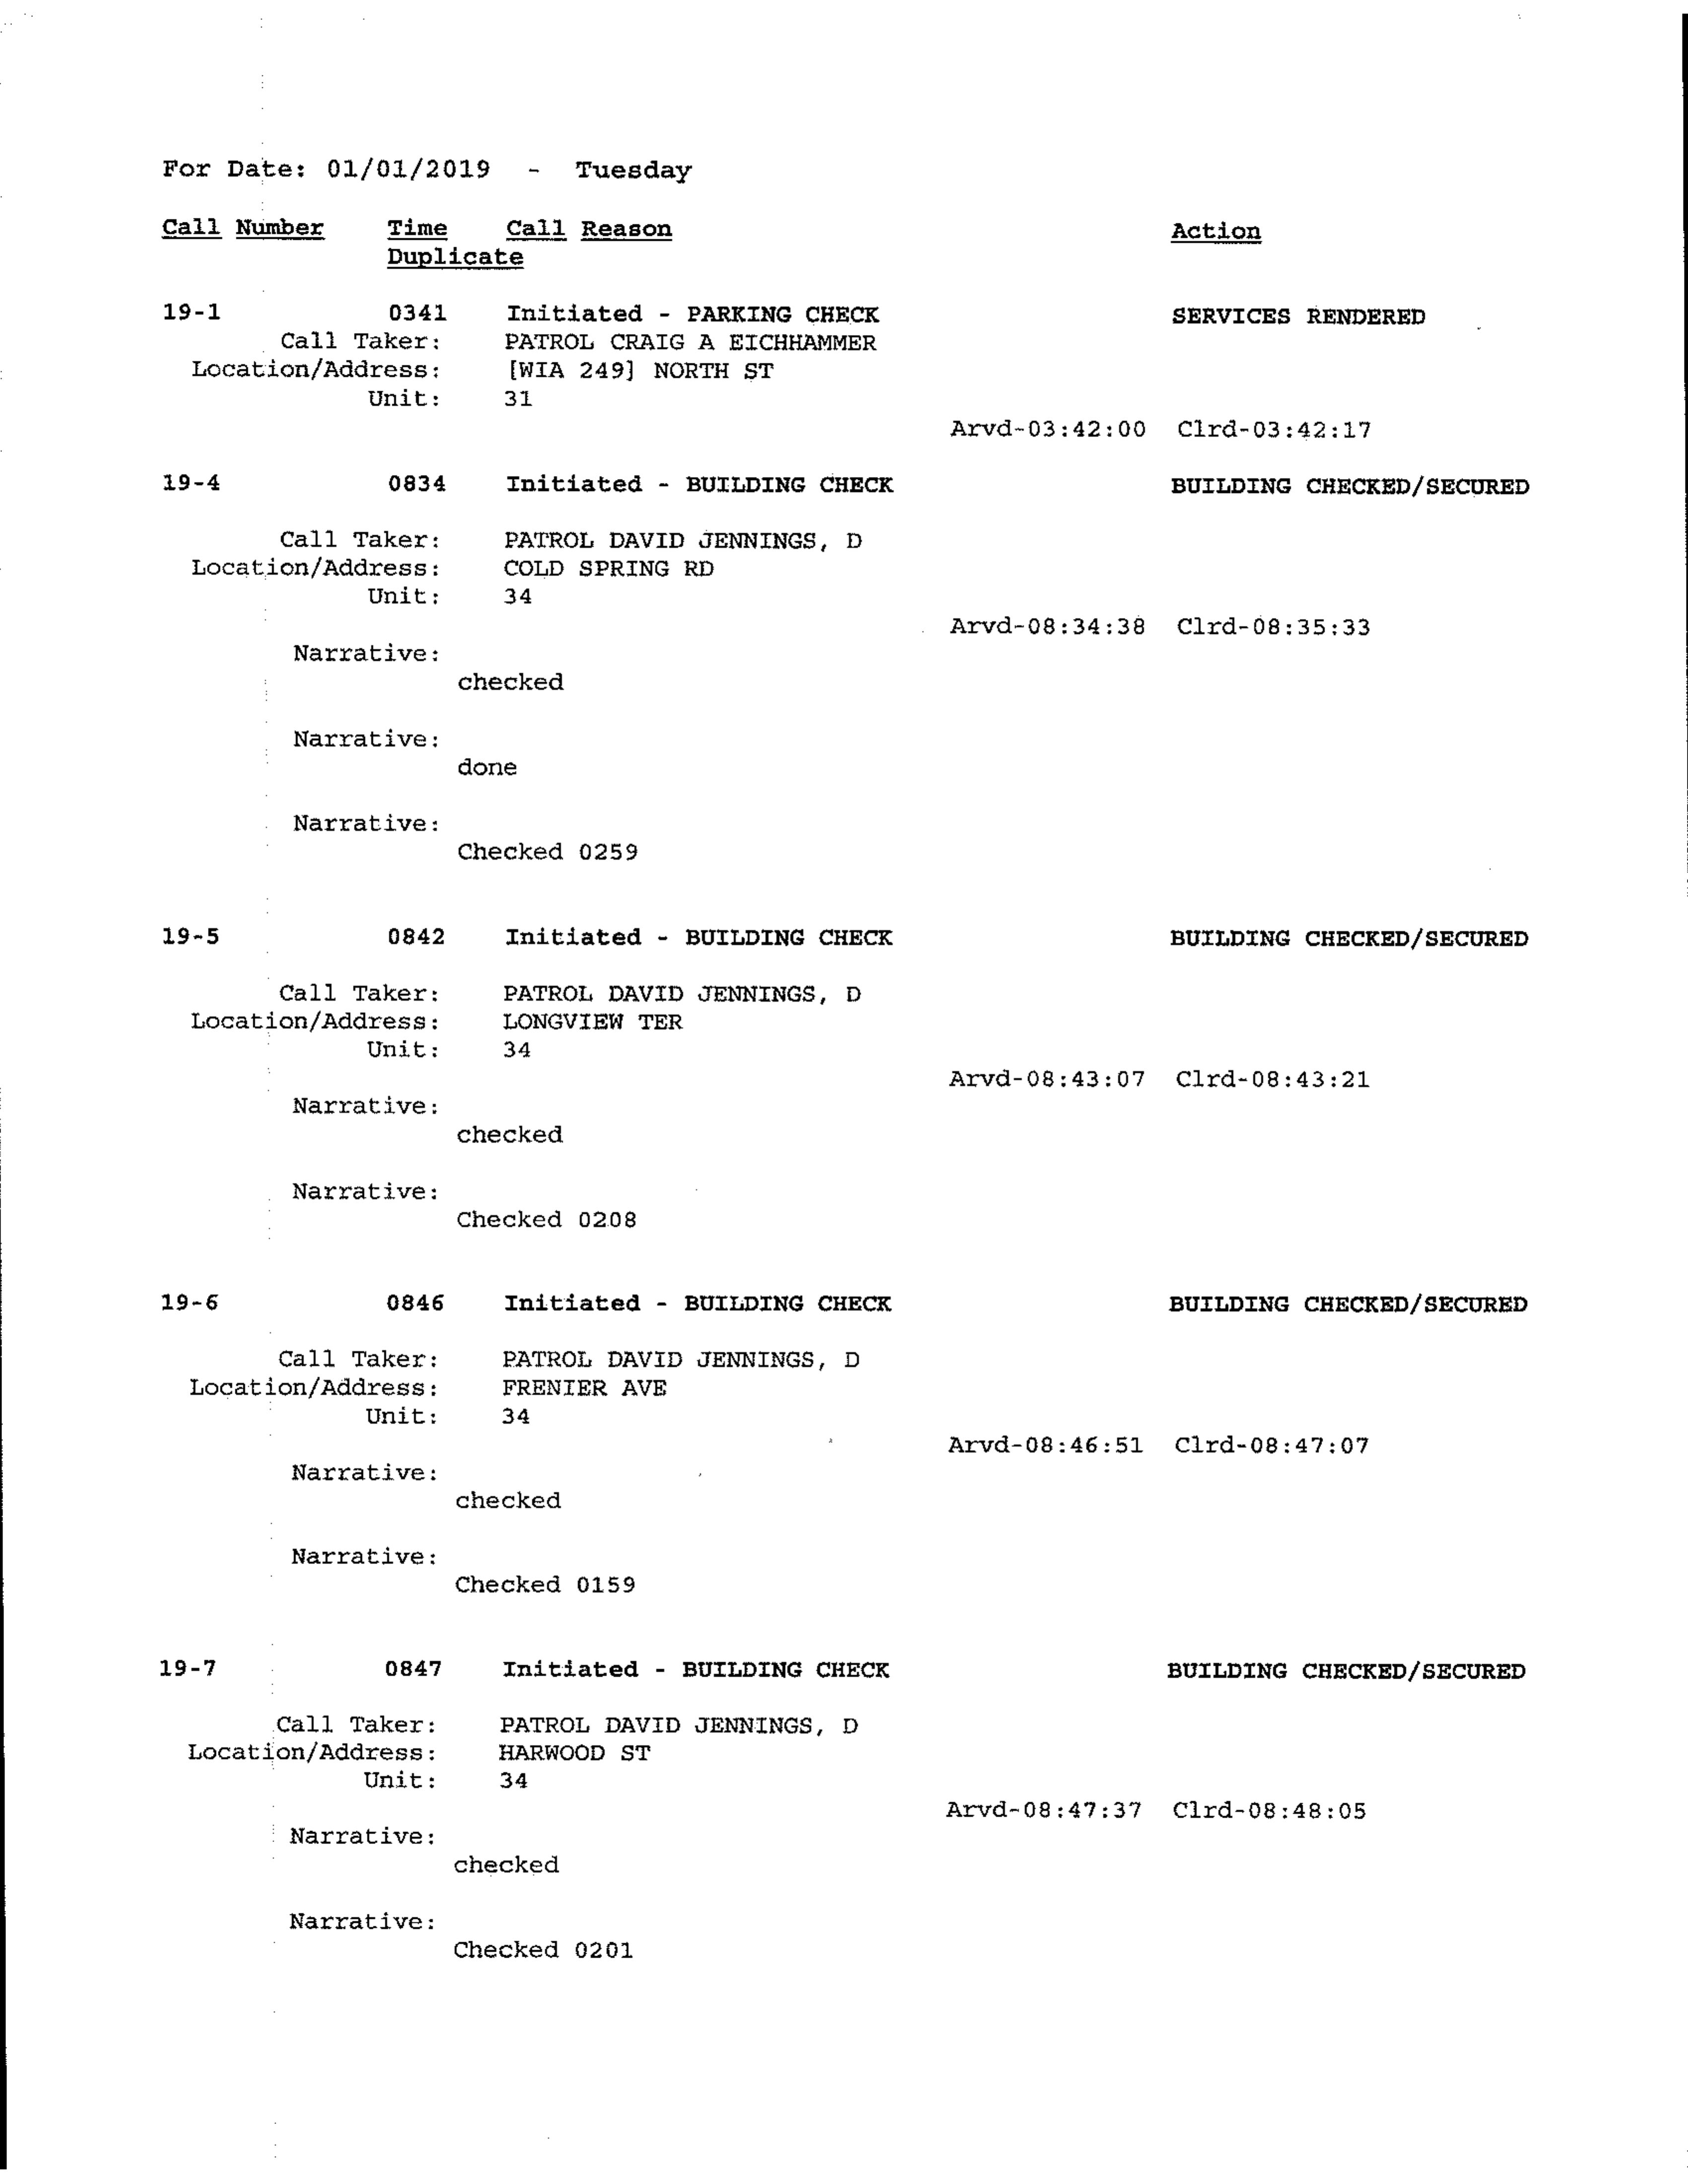 For Date: 01/01/2019 - Tuesday
Call Number Time Call Reason Action
Duplicate
19-1 0341 Initiated - PARKING CHECK SERVICES RENDERED
Call Taker: PATROL CRAIG A EICHHAMMER
Location/Address: [WIA 249] NORTH ST
Unit: 31
Arvd-03:42:00 Clrd-03:42:17
19-4 0834 Initiated - BUILDING CHECK BUILDING CHECKED/SECURED
Call Taker: PATROL DAVID JENNINGS, D
Location/Address: COLD SPRING RD
Unit: 34
Arvd-08:34:38 Clrd-08:35:33
Narrative:
checked
Narrative:
done
Narrative:
Checked 0259
19-5 0842 Initiated - BUILDING CHECK BUILDING CHECKED/SECURED
Call Taker: PATROL DAVID JENNINGS, D
Location/Address: LONGVIEW TER
Unit: 34
Arvd-08:43:07 Clrd-08:43:21
Narrative:
checked
Narrative:
Checked 0208
19-6 0846 Initiated - BUILDING CHECK BUILDING CHECKED/SECURED
Call Taker: PATROL DAVID JENNINGS, D
Location/Address: FRENIER AVE
Unit: 34
Arvd-08:46:51 Clrd-08:47:07
Narrative:
checked
Narrative:
Checked 0159
19-7 0847 Initiated - BUILDING CHECK BUILDING CHECKED/SECURED
Call Taker: PATROL DAVID JENNINGS, D
Location/Address: HARWOOD ST
Unit: 34
Arvd-08:47:37 Clrd-08:48:05
Narrative:
checked
Narrative:
Checked 0201